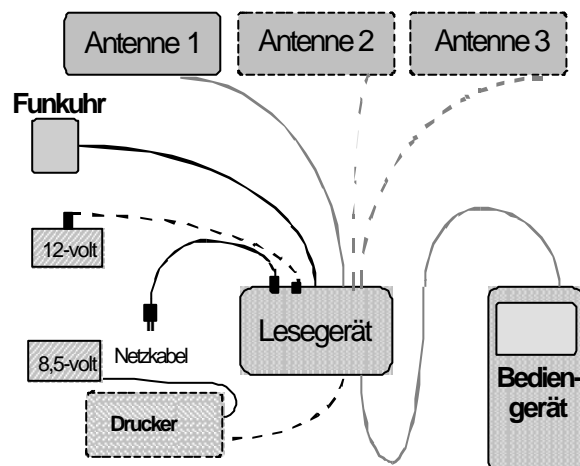 Antenne 1
Antenne 2
Antenne 3
Funkuhr
12-volt
Lesegerät
Netzkabel
8,5-volt
Drucker
Bedien-
gerät